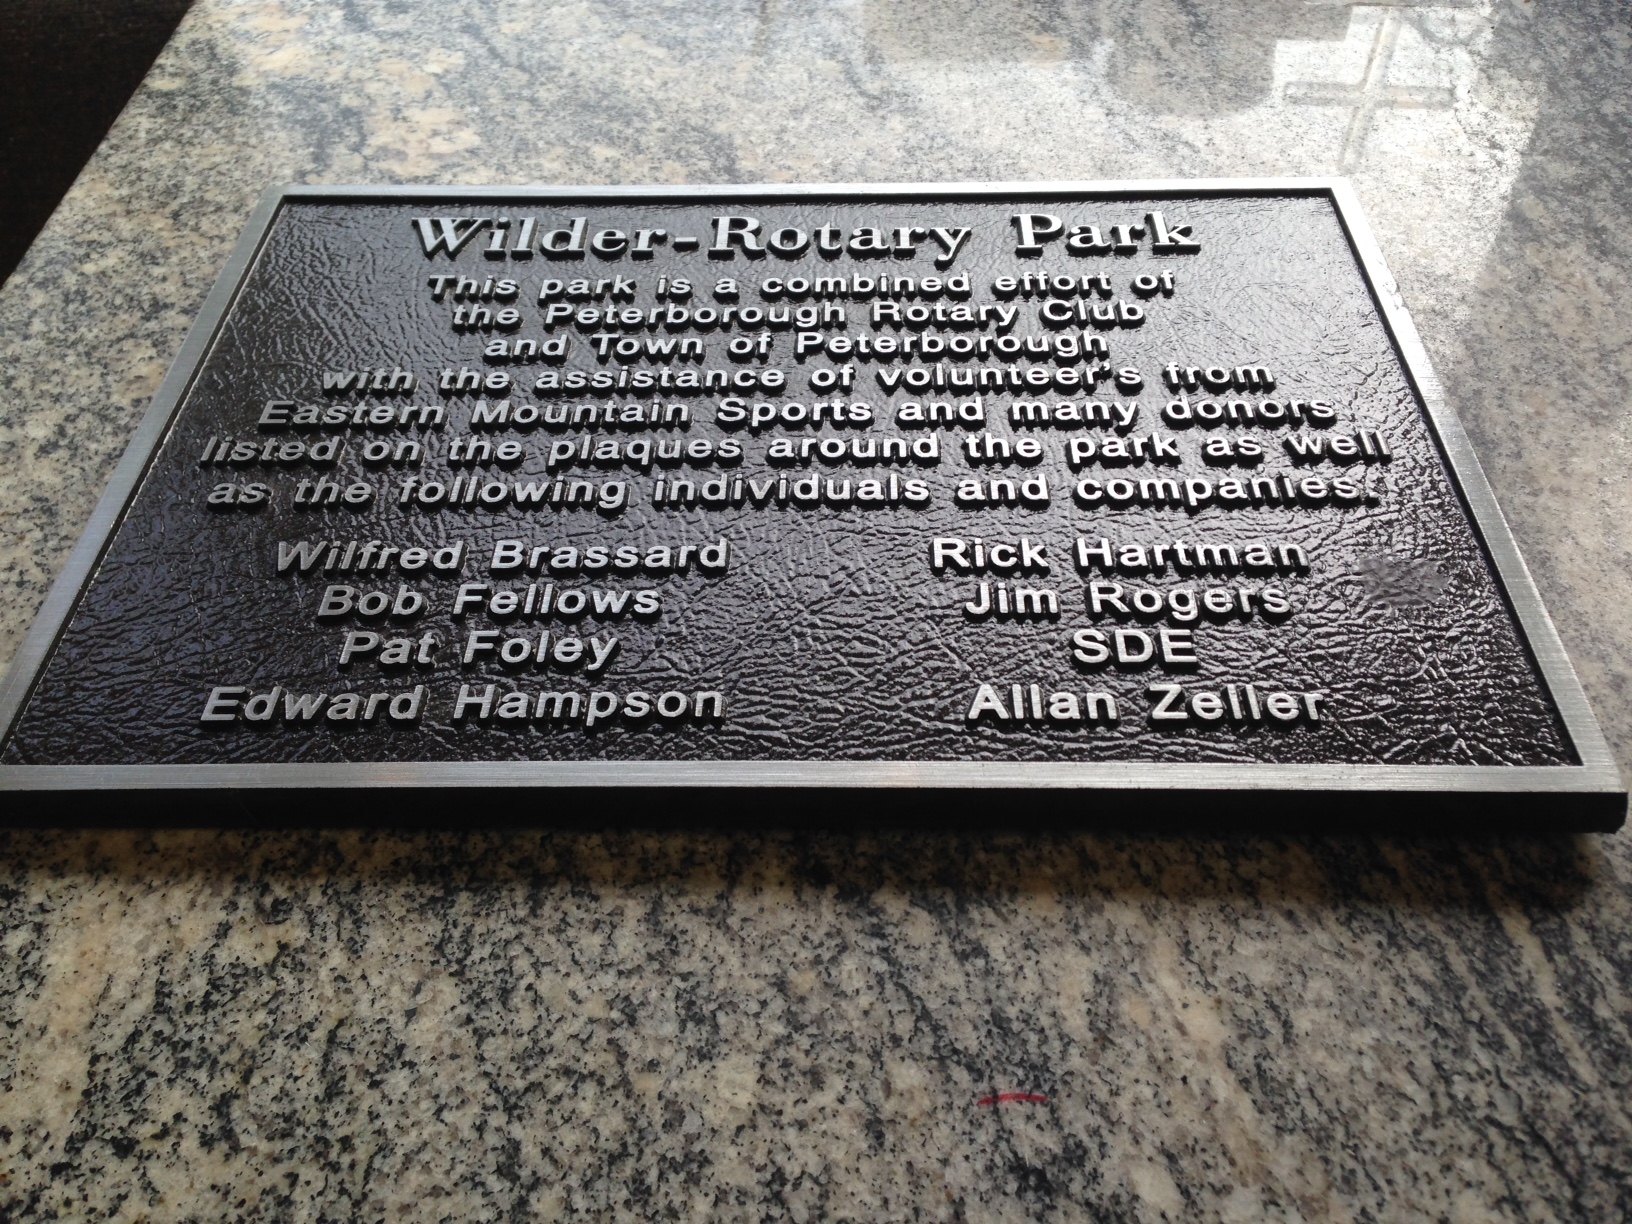 Wilder-Rotary Park
This park is a combined effort of
the Peterborough Rotary Club
and Town of Peterborough
with the assistance of volunteer's from
Eastern Mountain Sports and many donors
listed on the plaques around the park as well
as the following individuals and companies.
Wilfred Brassard
Bob Fellows
Pat Foley
Edward Hampson
Rick Hartman
Jim Rogers
SDE
Allan Zeller